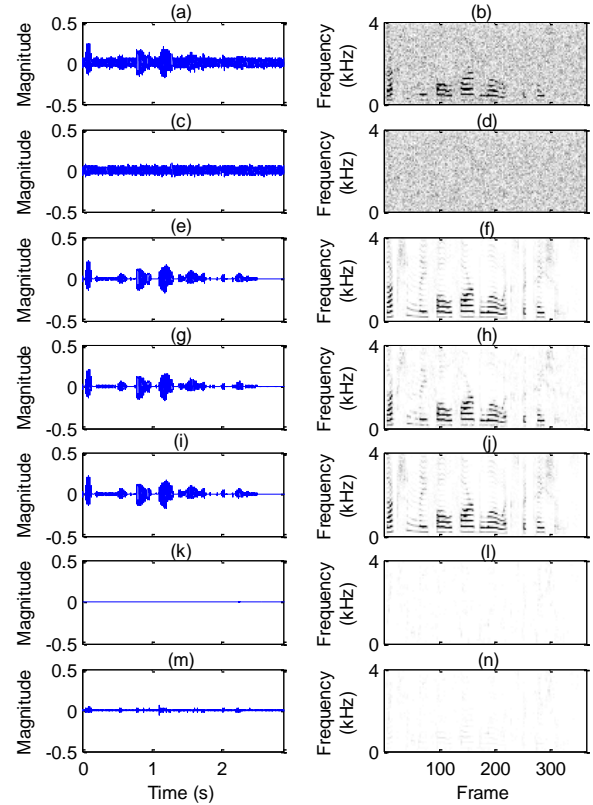 (a) (b)
Magnitude 0.5 0 -0.5 Frequency (kHz) 4 0
(c) (d)
Magnitude 0.5 0 -0.5 Frequency (kHz) 4 0
(e) (f)
Magnitude 0.5 0 -0.5 Frequency (kHz) 4 0
(g) (h)
Magnitude 0.5 0 -0.5 Frequency (kHz) 4 0
(i) (j)
Magnitude 0.5 0 -0.5 Frequency (kHz) 4 0
(k) (l)
Magnitude 0.5 0 -0.5 Frequency (kHz) 4 0
(m) (n)
Magnitude 0.5 0 -0.5 Frequency (kHz) 4 0
0 1 2 100 200 300
Time (s) Frame